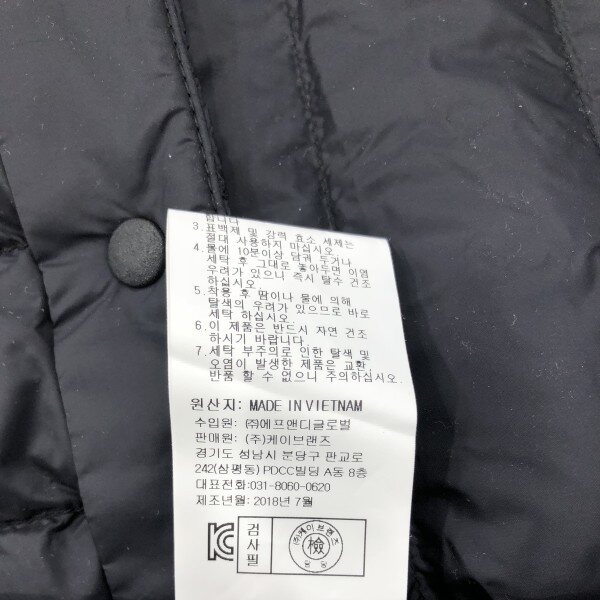 합니다
3. 표백제 및 강력 효소 세제는
절대 사용하지 마십시오.
4. 물에 10분이상 담궈 두거나
세탁 후 그대로 놓아두면 이염
우려가 있으니 즉시 탈수 건조
하십시오.
5. 착용 후 땀이나 물에 의해
탈색의 우려가 있으므로 바로
세탁 하십시오.
6. 이 제품은 반드시 자연 건조
하시기 바랍니다.
7. 세탁 부주의로 인한 탈색 및
오염이 발생한 제품은 교환,
반품 할 수 없으니 주의하십시오.
원산지: MADE IN VIETNAM
수입원: ㈜에프앤디글로벌
판매원: (주)케이브랜즈
경기도 성남시 분당구 판교로
242(삼평동) PDCC빌딩 A동 8층
대표전화:031-8060-0620
제조년월:2018년 7월
검사필
(주)케이브랜즈
檢